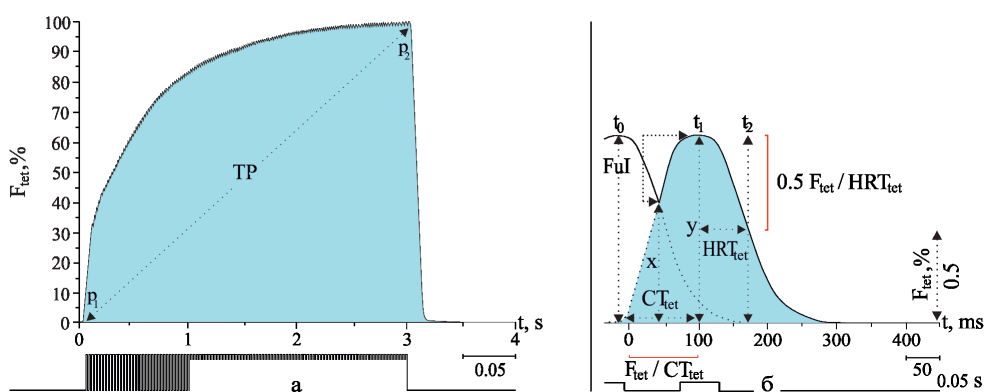 100
90
80
70
60
50
40
30
20
10
0
F_tet, %
p_1
TP
p_2
0 1 2 3 4
t, s
0.05
a
t_0 t_1 t_2
FuI
0.5 F_tet / HRT_tet
y
HRT_tet
x
CT_tet
F_tet, %
0.5
0 100 200 300 400
t, ms
F_tet / CT_tet
50
0.05 s
б